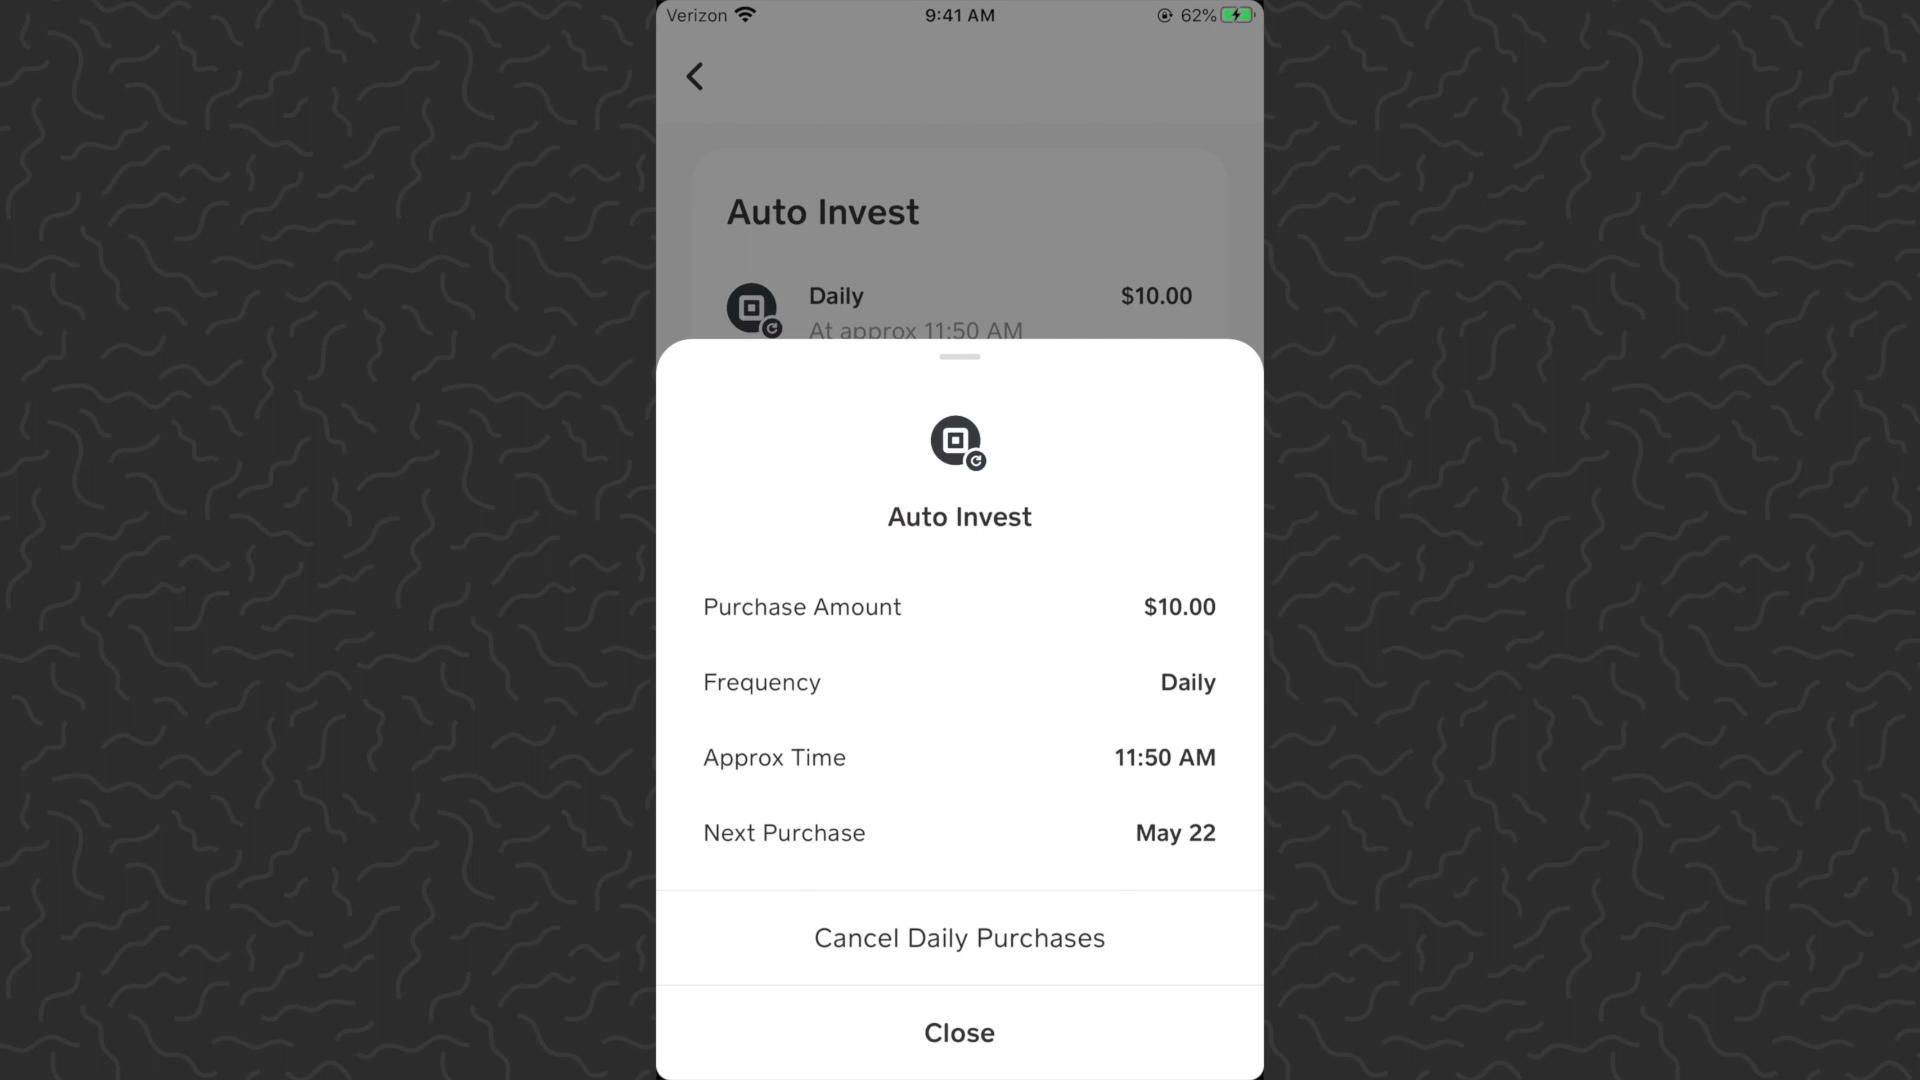 Verizon 9:41 AM 62%
Auto Invest
Daily $10.00
At approx 11:50 AM
Auto Invest
Purchase Amount $10.00
Frequency Daily
Approx Time 11:50 AM
Next Purchase May 22
Cancel Daily Purchases
Close